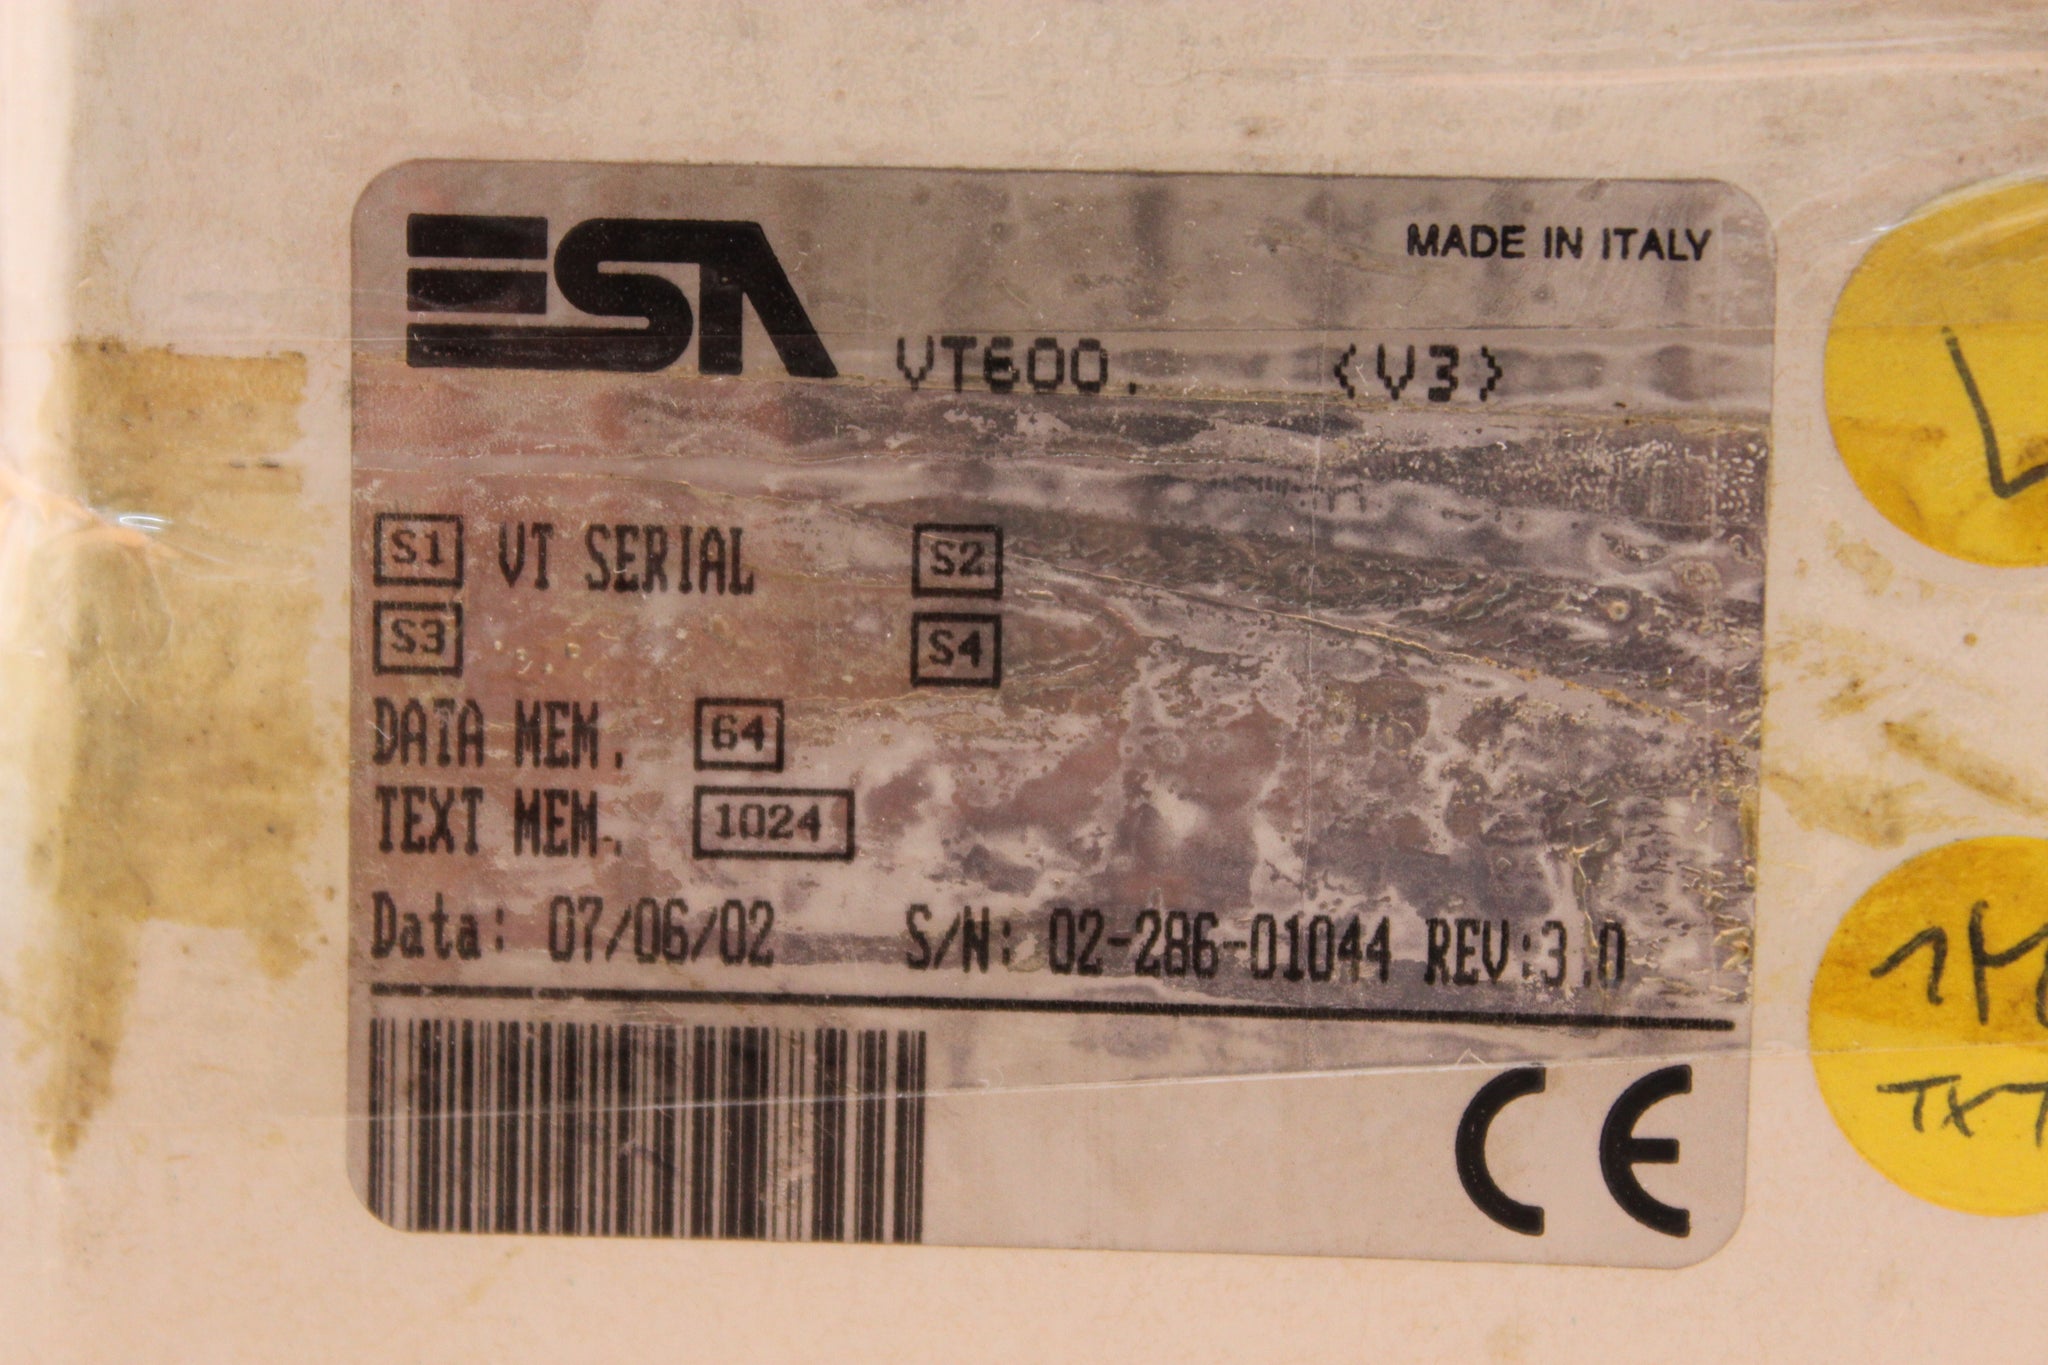 ESA
MADE IN ITALY
VT600. <V3>
S1 VT SERIAL S2
S3 S4
DATA MEM. 64
TEXT MEM. 1024
Data: 07/06/02 S/N: 02-286-01044 REV:3.0
CE
TXT